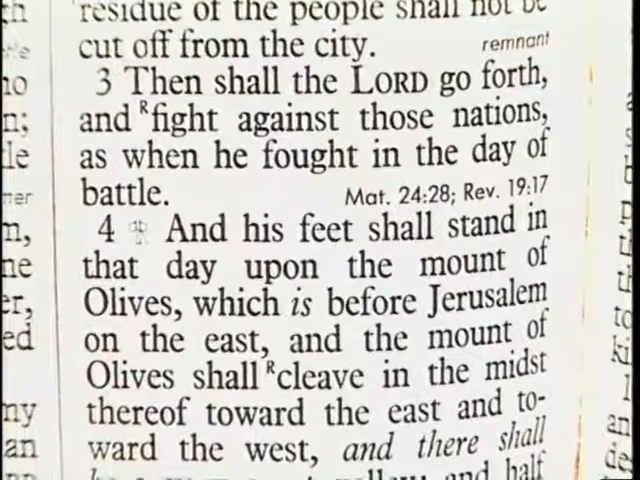 residue of the people shall not be
cut off from the city. remnant
3 Then shall the LORD go forth,
and ᴿfight against those nations,
as when he fought in the day of
battle. Mat. 24:28; Rev. 19:17
4 And his feet shall stand in
that day upon the mount of
Olives, which is before Jerusalem
on the east, and the mount of
Olives shall ᴿcleave in the midst
thereof toward the east and to-
ward the west, and there shall
and half